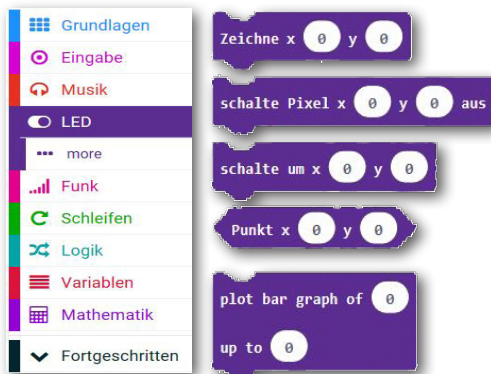 Grundlagen
Eingabe
Musik
LED
more
Funk
Schleifen
Logik
Variablen
Mathematik
Fortgeschritten
Zeichne x 0 y 0
schalte Pixel x 0 y 0 aus
schalte um x 0 y 0
Punkt x 0 y 0
plot bar graph of 0
up to 0